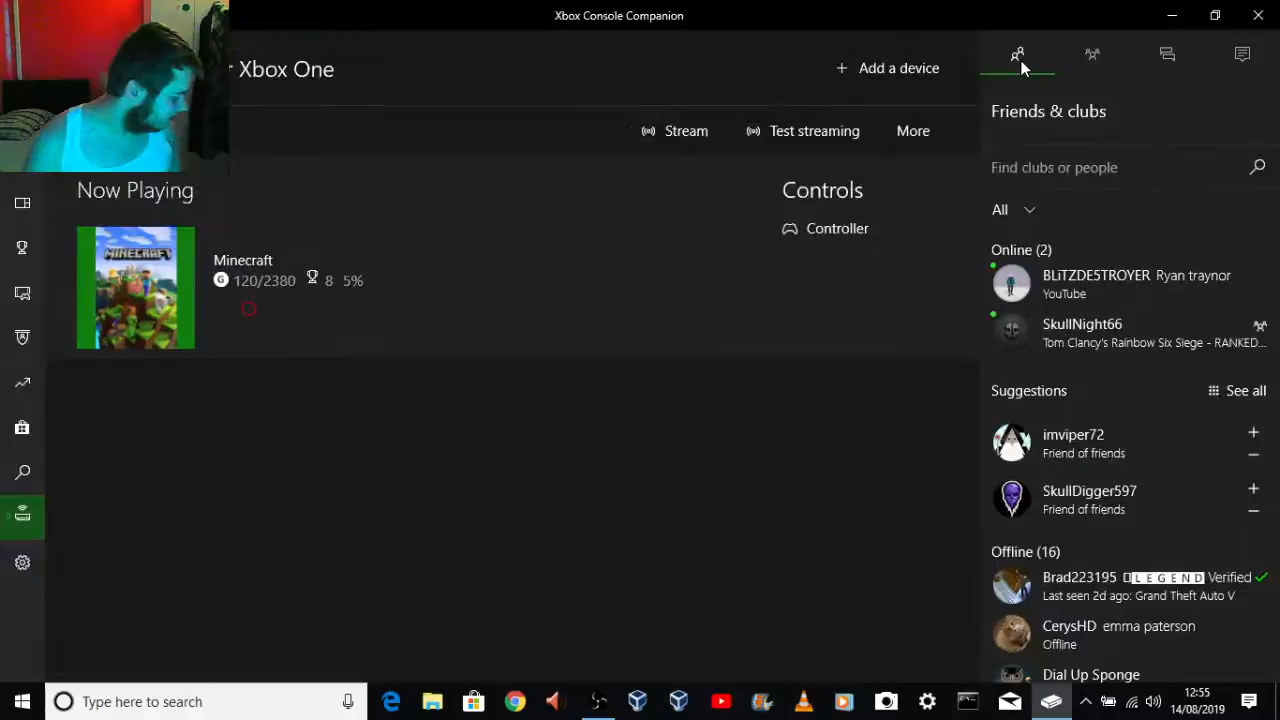 Xbox Console Companion
r Xbox One
+ Add a device
Stream
Test streaming
More
Now Playing
MINECRAFT
Minecraft
G 120/2380 8 5%
Controls
Controller
Friends & clubs
Find clubs or people
All
Online (2)
BLiTZDE5TROYER Ryan traynor
YouTube
SkullNight66
Tom Clancy's Rainbow Six Siege - RANKED...
Suggestions
See all
imviper72
Friend of friends
SkullDigger597
Friend of friends
Offline (16)
Brad223195 LEGEND Verified
Last seen 2d ago: Grand Theft Auto V
CerysHD emma paterson
Offline
Dial Up Sponge
Type here to search
12:55
14/08/2019